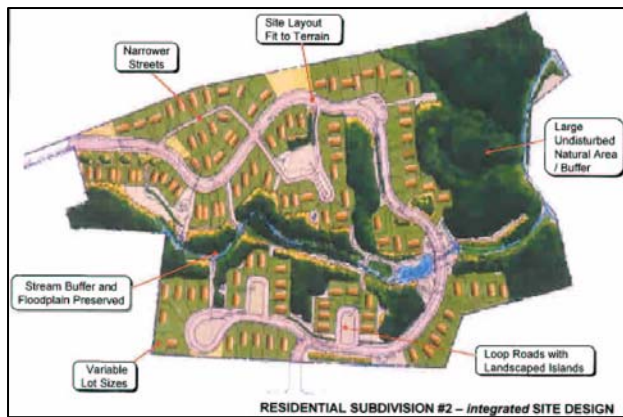 Site Layout
Fit to Terrain
Narrower
Streets
Large
Undisturbed
Natural Area
/ Buffer
Stream Buffer and
Floodplain Preserved
Variable
Lot Sizes
Loop Roads with
Landscaped Islands
RESIDENTIAL SUBDIVISION #2 – integrated SITE DESIGN